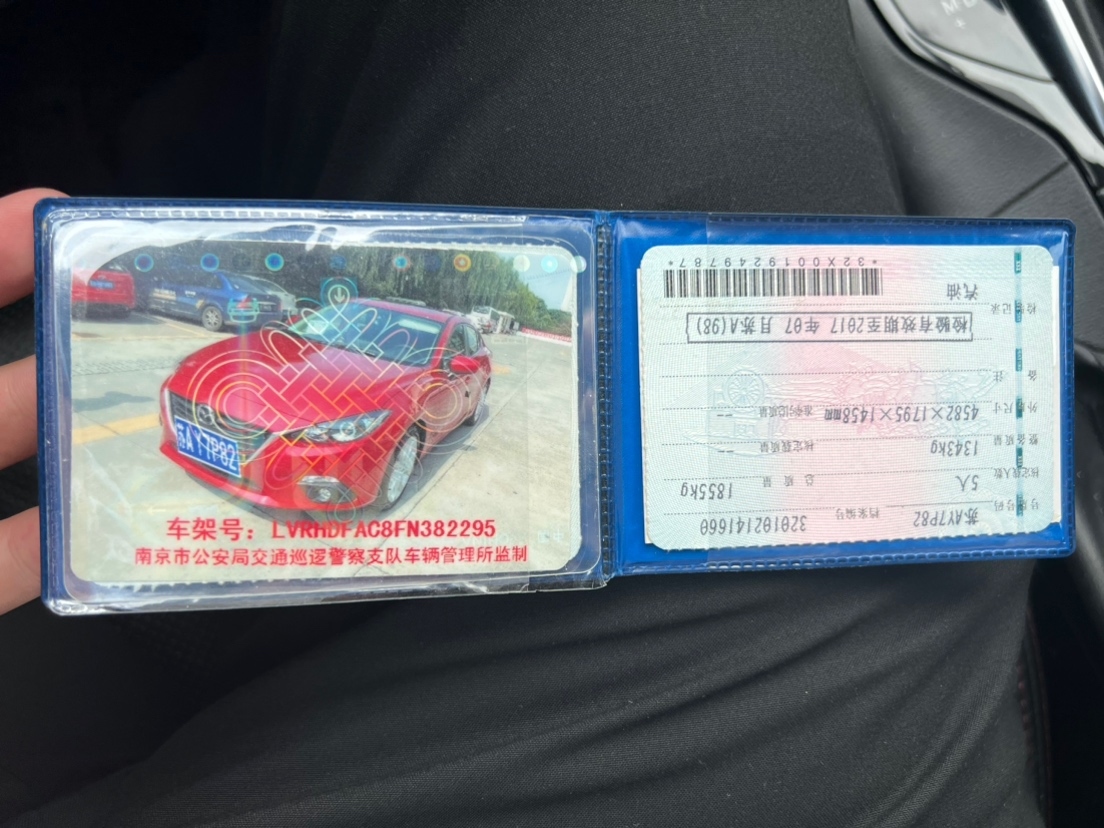 苏AY7P82
车架号：LVRHDFAC8FN382295
南京市公安局交通巡逻警察支队车辆管理所监制
号牌号码 苏AY7P82 档案编号 320102141660
核定载人数 5人 总质量 1855kg
整备质量 1343kg 核定载质量 --
外廓尺寸 4582×1795×1458mm 准牵引总质量 --
备注
检验记录 检验有效期至2017年07月苏A(98)
汽油
*32X0019249787*